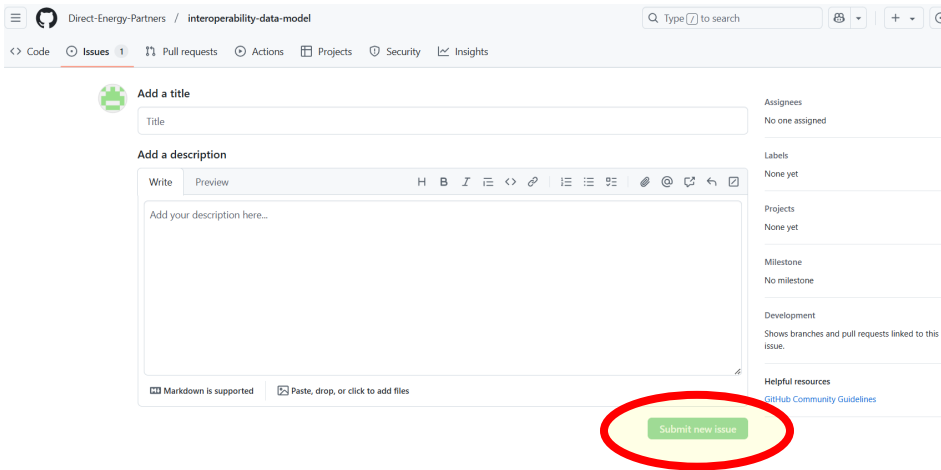 Direct-Energy-Partners / interoperability-data-model
Type / to search
<> Code
Issues 1
Pull requests
Actions
Projects
Security
Insights
Add a title
Title
Add a description
Write
Preview
H B I
Add your description here...
Markdown is supported
Paste, drop, or click to add files
Submit new issue
Assignees
No one assigned
Labels
None yet
Projects
None yet
Milestone
No milestone
Development
Shows branches and pull requests linked to this
issue.
Helpful resources
GitHub Community Guidelines